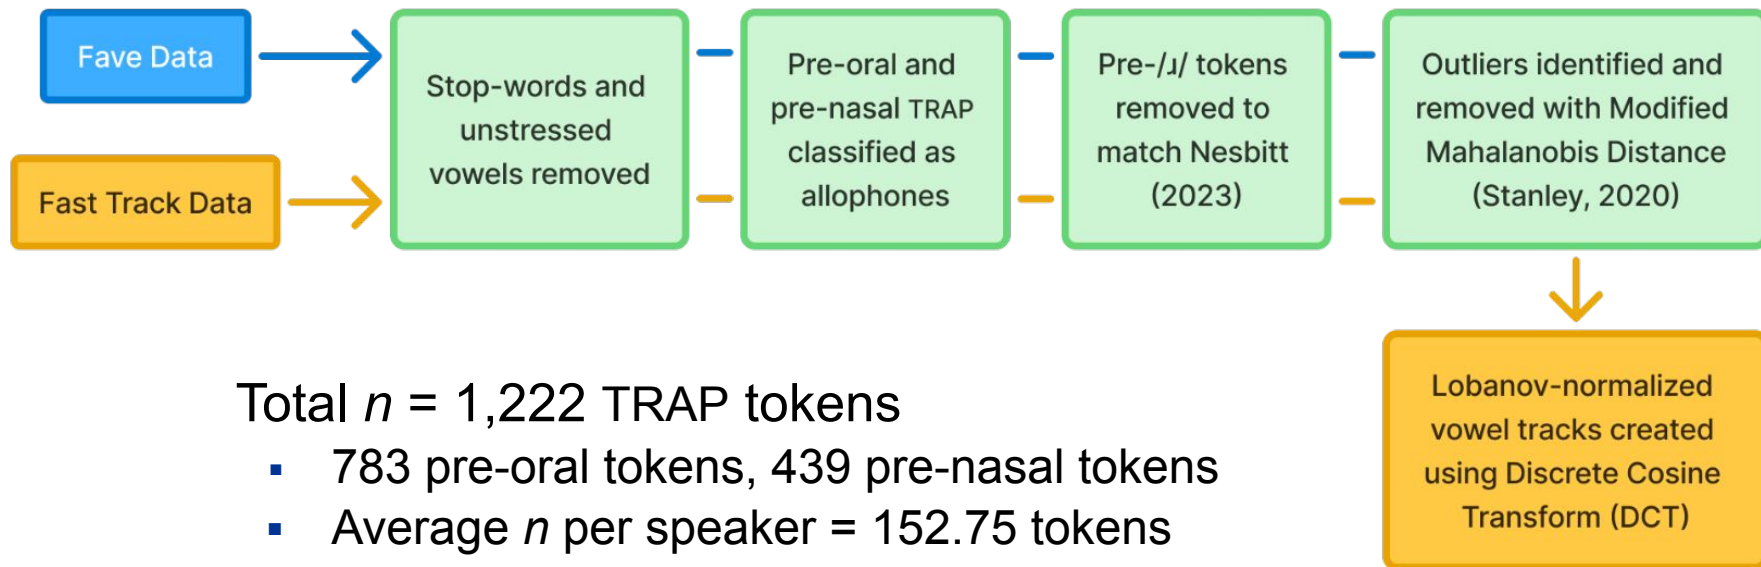 Fave Data
Fast Track Data
Stop-words and
unstressed
vowels removed
Pre-oral and
pre-nasal TRAP
classified as
allophones
Pre-/ɹ/ tokens
removed to
match Nesbitt
(2023)
Outliers identified and
removed with Modified
Mahalanobis Distance
(Stanley, 2020)
Lobanov-normalized
vowel tracks created
using Discrete Cosine
Transform (DCT)
Total n = 1,222 TRAP tokens
▪ 783 pre-oral tokens, 439 pre-nasal tokens
▪ Average n per speaker = 152.75 tokens